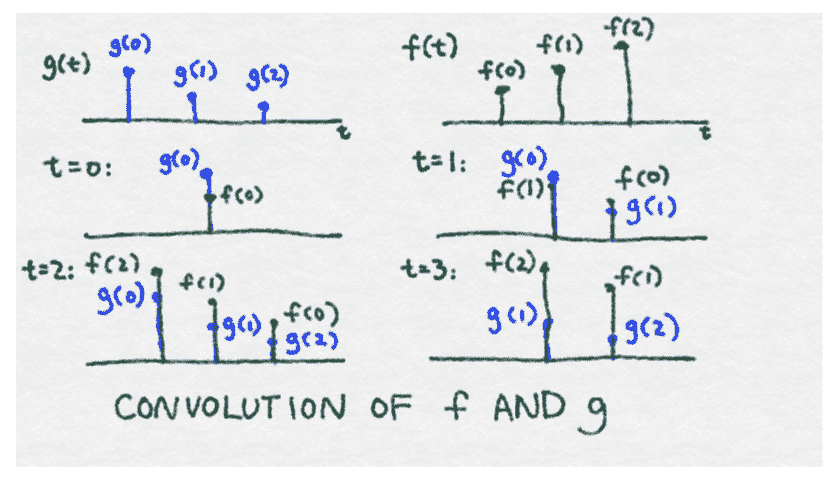 g(t) g(0) g(1) g(2) t
f(t) f(0) f(1) f(2) t
t=0: g(0) f(0)
t=1: g(0) f(1) f(0) g(1)
t=2: f(2) g(0) f(1) g(1) f(0) g(2)
t=3: f(2) g(1) f(1) g(2)
CONVOLUTION OF f AND g